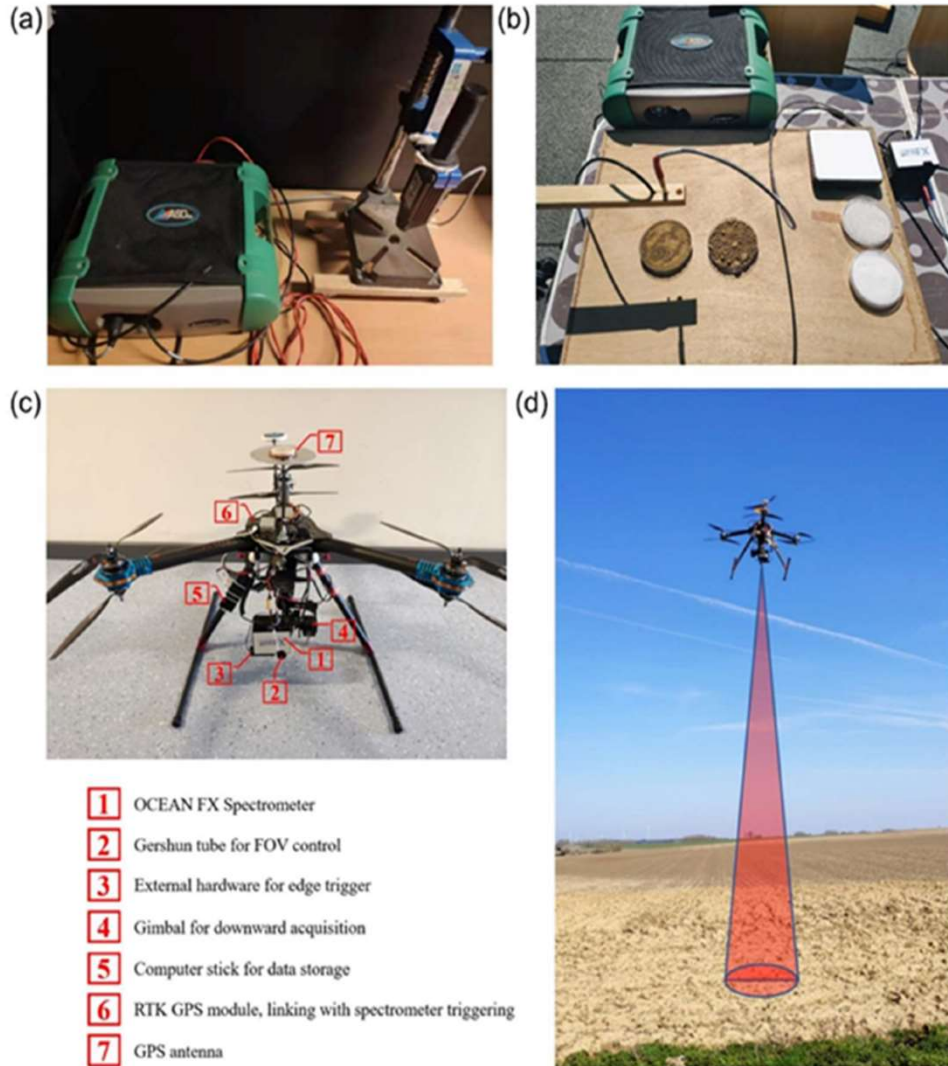 (a)
(b)
ASD
(c)
(d)
7
6
5
4
3
1
2
1 OCEAN FX Spectrometer
2 Gershun tube for FOV control
3 External hardware for edge trigger
4 Gimbal for downward acquisition
5 Computer stick for data storage
6 RTK GPS module, linking with spectrometer triggering
7 GPS antenna